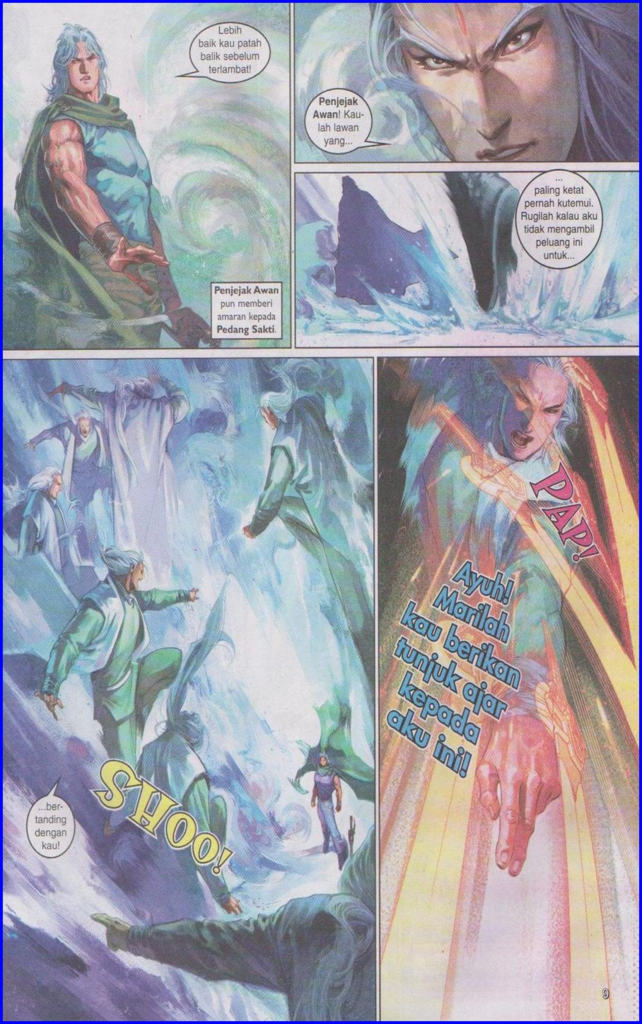 Lebih
baik kau patah
balik sebelum
terlambat!
Penjejak Awan
pun memberi
amaran kepada
Pedang Sakti.
Penjejak
Awan! Kau-
lah lawan
yang...
...
paling ketat
pernah kutemui.
Rugilah kalau aku
tidak mengambil
peluang ini
untuk...
...ber-
tanding
dengan
kau!
SHOO!
PAP!
Ayuh!
Marilah
kau berikan
tunjuk ajar
kepada
aku ini!
9